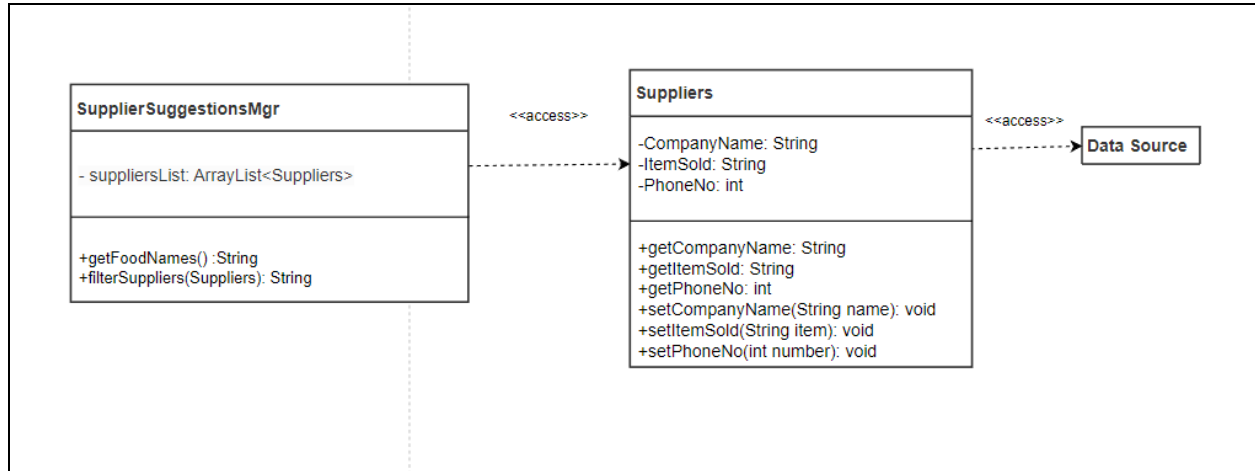 SupplierSuggestionsMgr
- suppliersList: ArrayList<Suppliers>
+getFoodNames() :String
+filterSuppliers(Suppliers): String
<<access>>
Suppliers
-CompanyName: String
-ItemSold: String
-PhoneNo: int
+getCompanyName: String
+getItemSold: String
+getPhoneNo: int
+setCompanyName(String name): void
+setItemSold(String item): void
+setPhoneNo(int number): void
<<access>>
Data Source